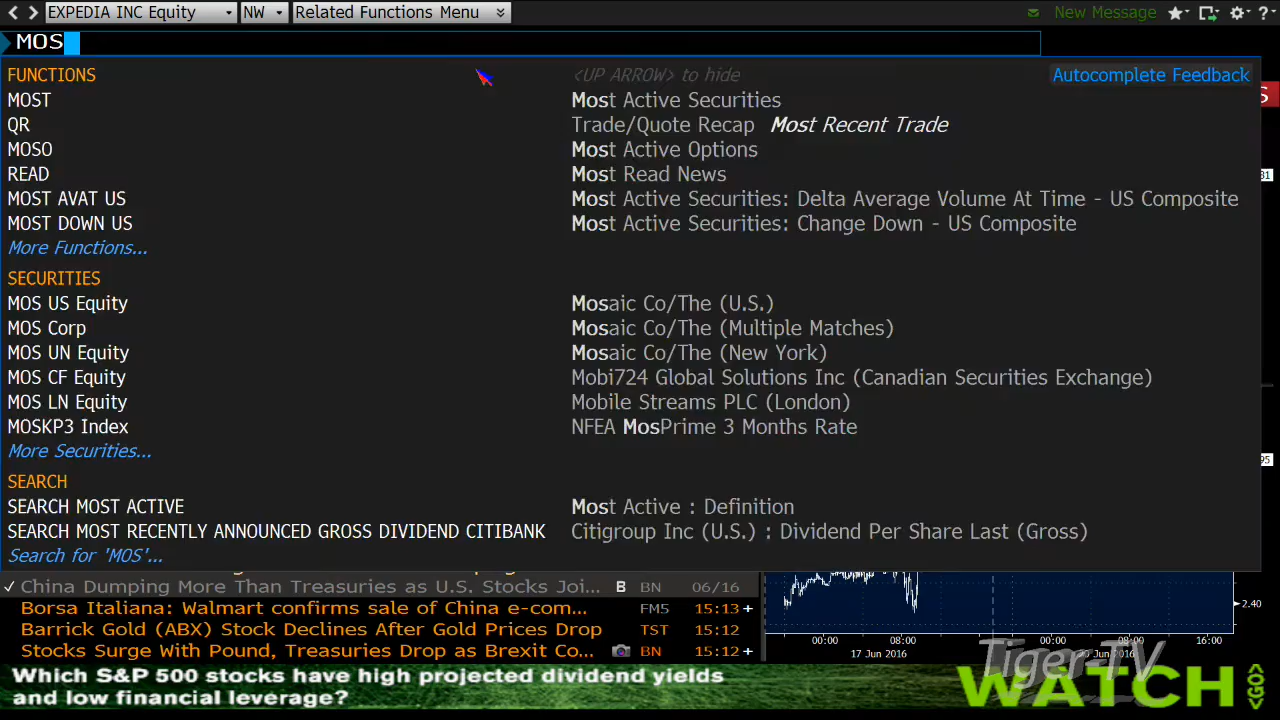 EXPEDIA INC Equity NW Related Functions Menu New Message ?
MOS
FUNCTIONS <UP ARROW> to hide Autocomplete Feedback
MOST Most Active Securities
QR Trade/Quote Recap Most Recent Trade
MOSO Most Active Options
READ Most Read News
MOST AVAT US Most Active Securities: Delta Average Volume At Time - US Composite
MOST DOWN US Most Active Securities: Change Down - US Composite
More Functions...
SECURITIES
MOS US Equity Mosaic Co/The (U.S.)
MOS Corp Mosaic Co/The (Multiple Matches)
MOS UN Equity Mosaic Co/The (New York)
MOS CF Equity Mobi724 Global Solutions Inc (Canadian Securities Exchange)
MOS LN Equity Mobile Streams PLC (London)
MOSKP3 Index NFEA MosPrime 3 Months Rate
More Securities...
SEARCH
SEARCH MOST ACTIVE Most Active : Definition
SEARCH MOST RECENTLY ANNOUNCED GROSS DIVIDEND CITIBANK Citigroup Inc (U.S.) : Dividend Per Share Last (Gross)
Search for 'MOS'...
✓ China Dumping More Than Treasuries as U.S. Stocks Joi... B BN 06/16
Borsa Italiana: Walmart confirms sale of China e-com... FM5 15:13 +
Barrick Gold (ABX) Stock Declines After Gold Prices Drop TST 15:12
Stocks Surge With Pound, Treasuries Drop as Brexit Co... BN 15:12 +
2.40
00:00 08:00 00:00 08:00 16:00
17 Jun 2016 20 Jun 2016
Tiger-TV
Which S&P 500 stocks have high projected dividend yields
and low financial leverage?
WATCH